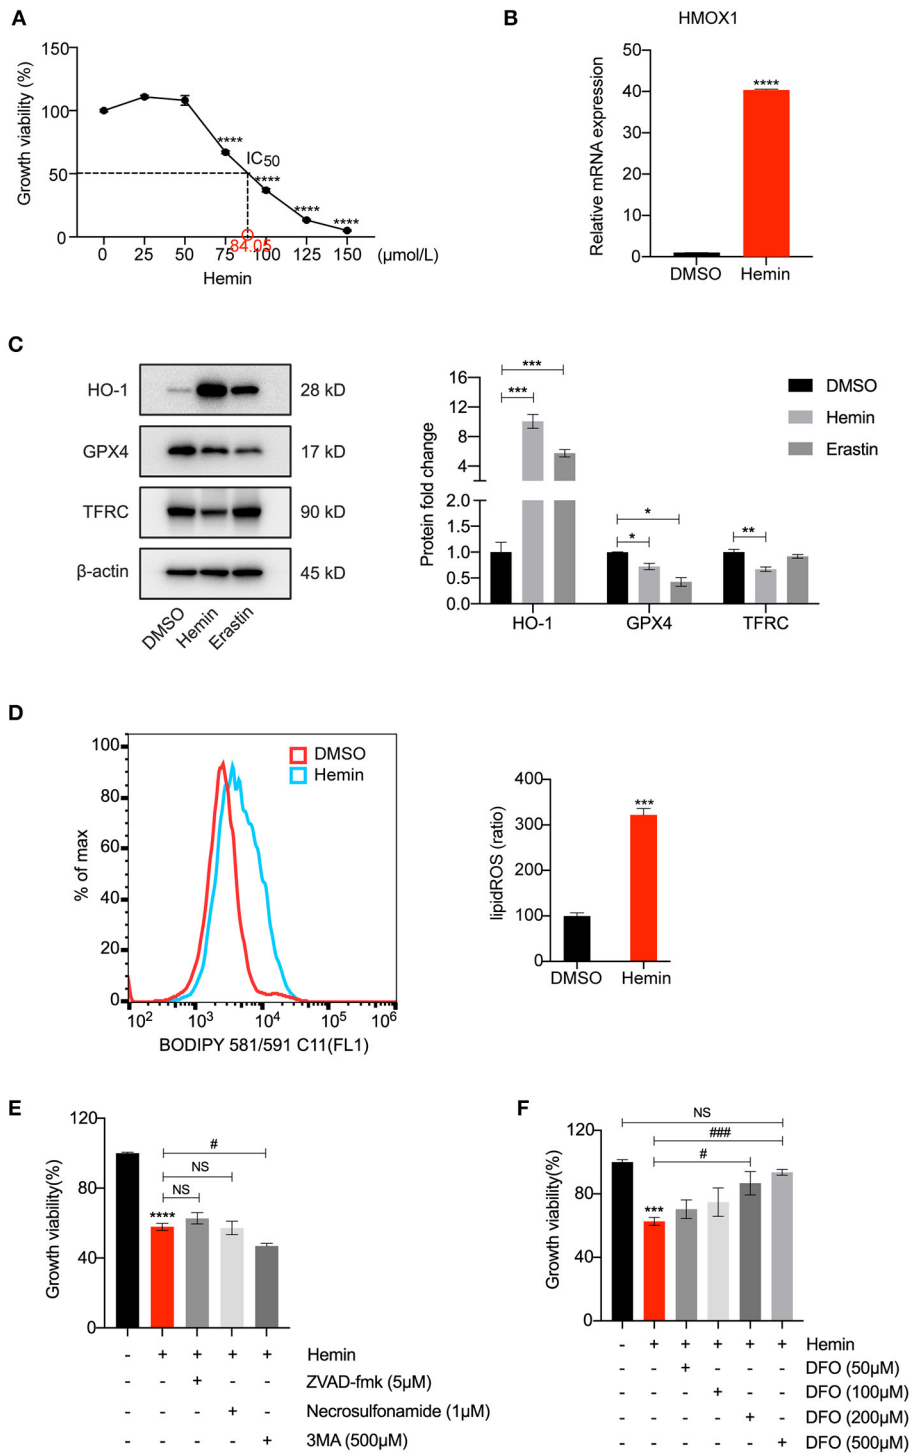 A
150
100
50
0
Growth viability (%)
****
IC50
****
****
****
84.05
0 25 50 75 100 125 150 (μmol/L)
Hemin
B
HMOX1
50
40
30
20
10
0
Relative mRNA expression
****
DMSO Hemin
C
HO-1 28 kD
GPX4 17 kD
TFRC 90 kD
β-actin 45 kD
DMSO Hemin Erastin
16
12
8
4
2.0
1.5
1.0
0.5
0.0
Protein fold change
***
***
*
*
**
HO-1 GPX4 TFRC
DMSO
Hemin
Erastin
D
100
80
60
40
20
0
% of max
DMSO
Hemin
10² 10³ 10⁴ 10⁵ 10⁶
BODIPY 581/591 C11(FL1)
400
300
200
100
0
lipidROS (ratio)
***
DMSO Hemin
E
120
80
40
0
Growth viability(%)
#
NS
NS
****
- + + + + Hemin
- - + - - ZVAD-fmk (5μM)
- - - + - Necrosulfonamide (1μM)
- - - - + 3MA (500μM)
F
120
80
40
0
Growth viability(%)
NS
###
#
***
- + + + + + Hemin
- - + - - - DFO (50μM)
- - - + - - DFO (100μM)
- - - - + - DFO (200μM)
- - - - - + DFO (500μM)